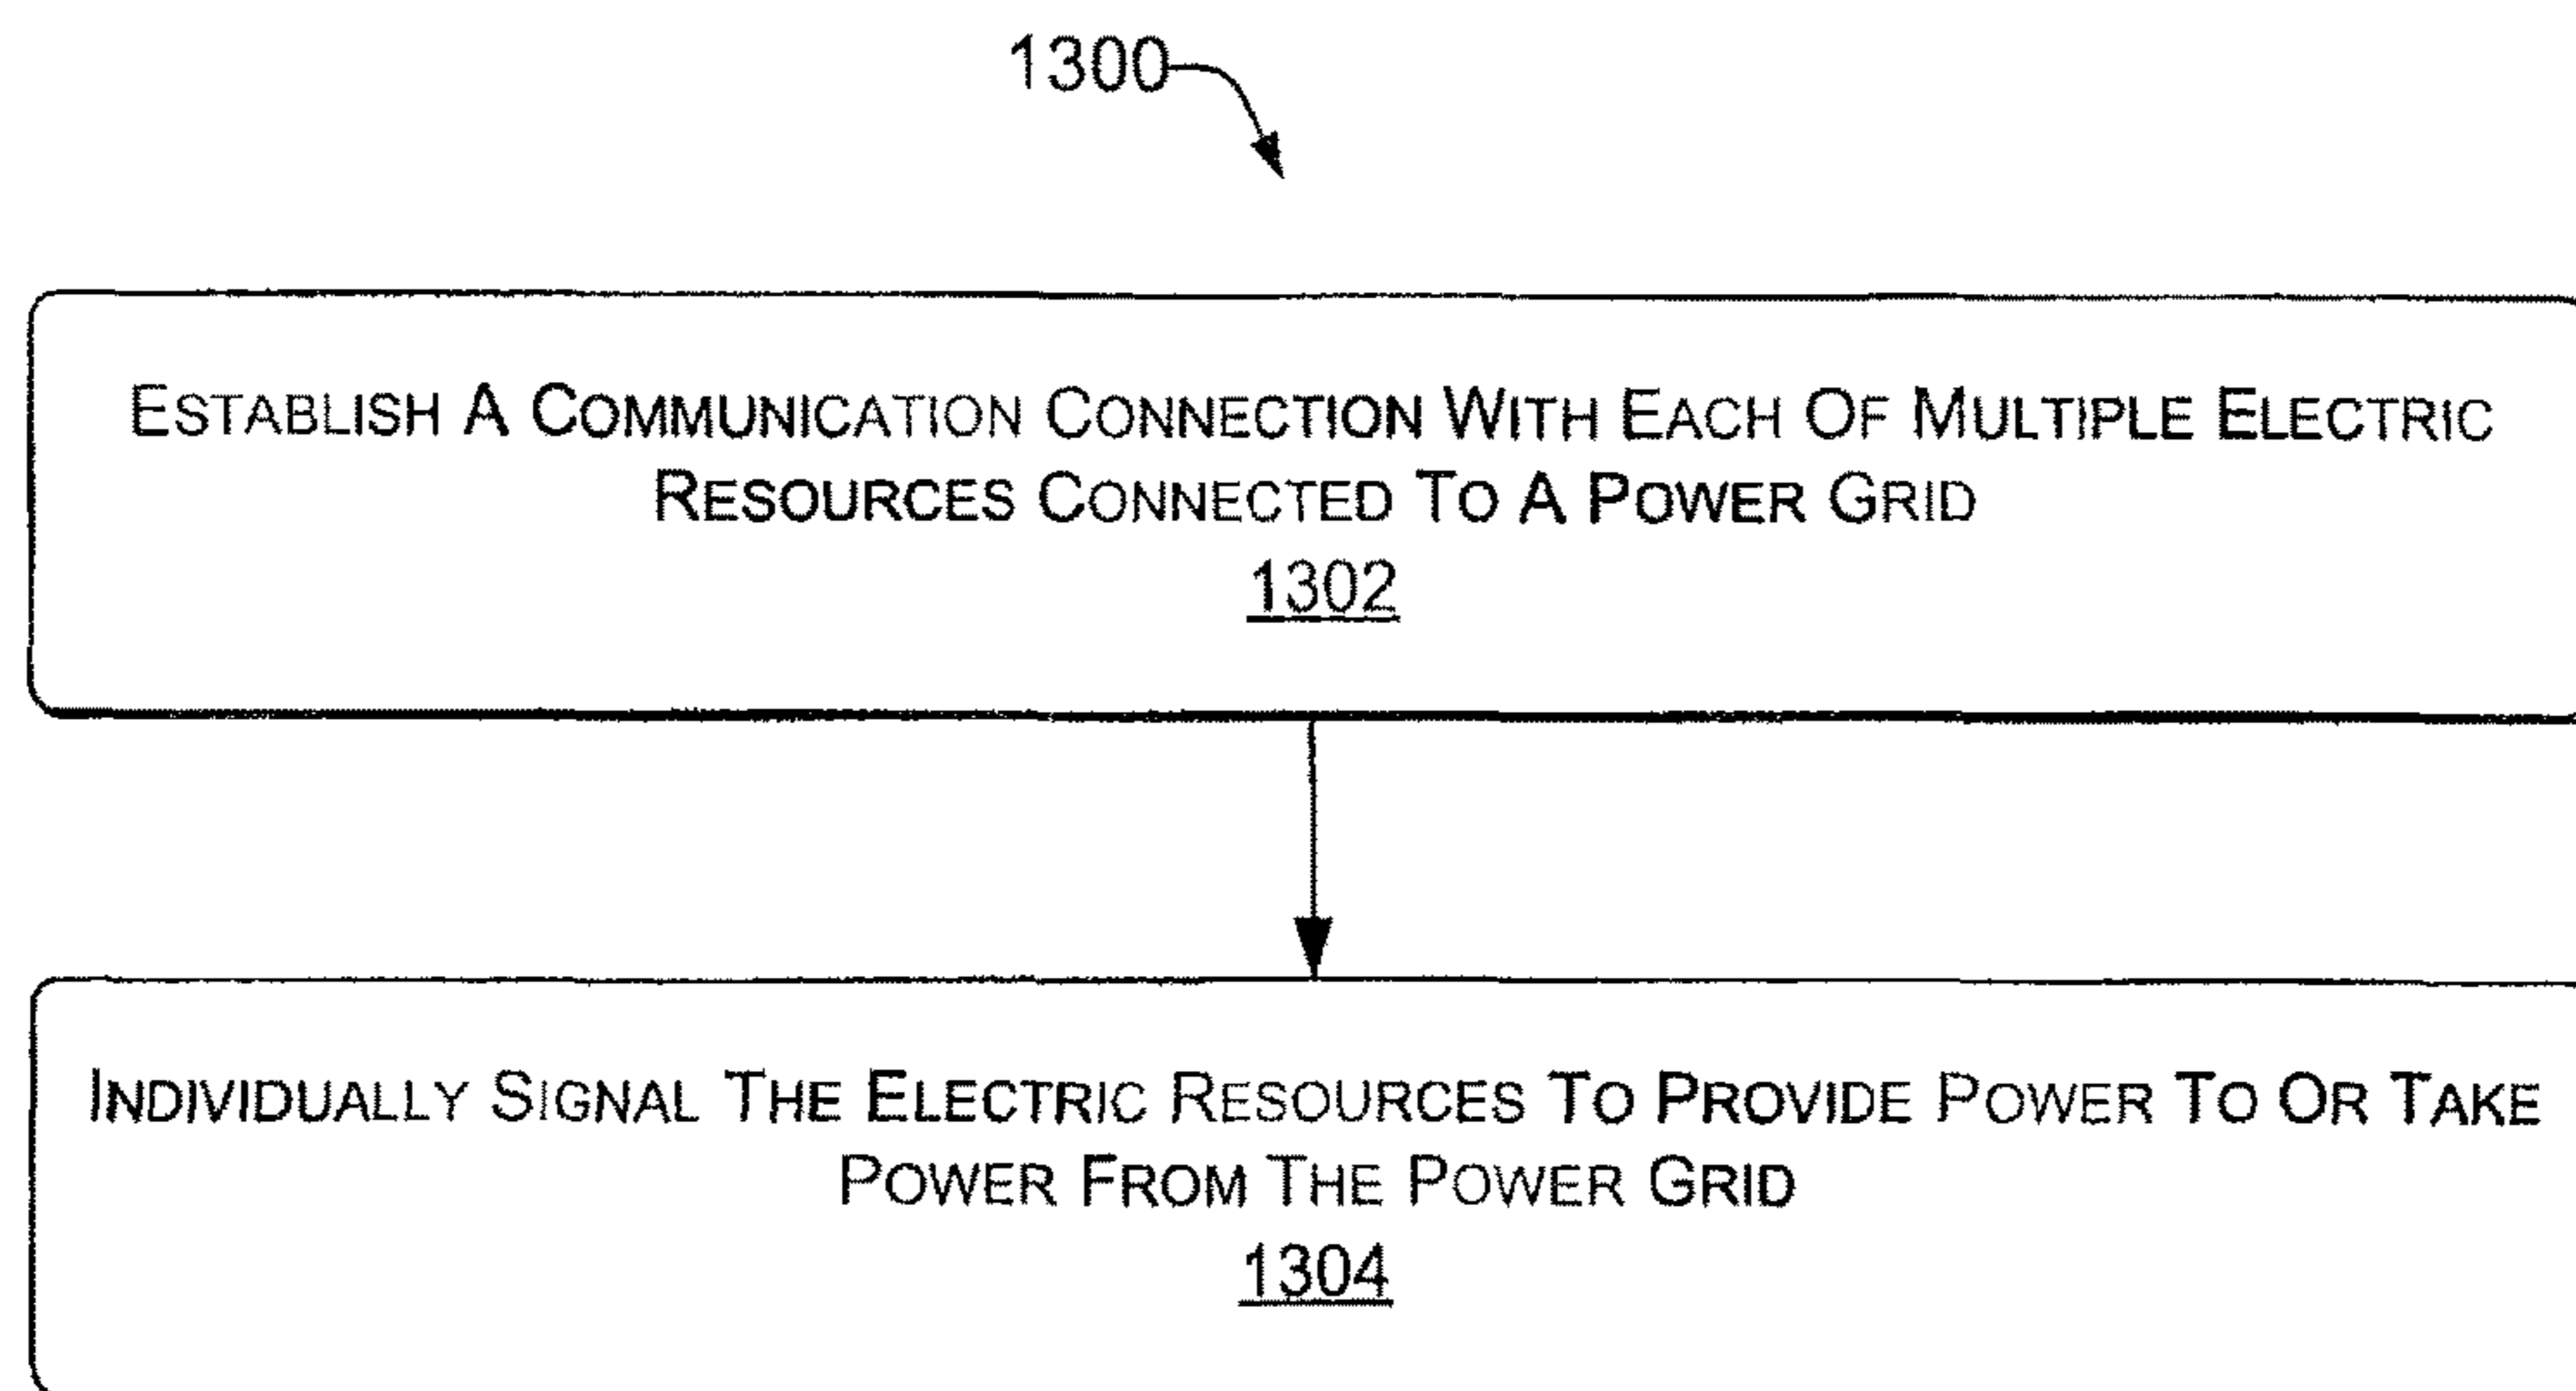 1300
ESTABLISH A COMMUNICATION CONNECTION WITH EACH OF MULTIPLE ELECTRIC
RESOURCES CONNECTED TO A POWER GRID
1302
INDIVIDUALLY SIGNAL THE ELECTRIC RESOURCES TO PROVIDE POWER TO OR TAKE
POWER FROM THE POWER GRID
1304